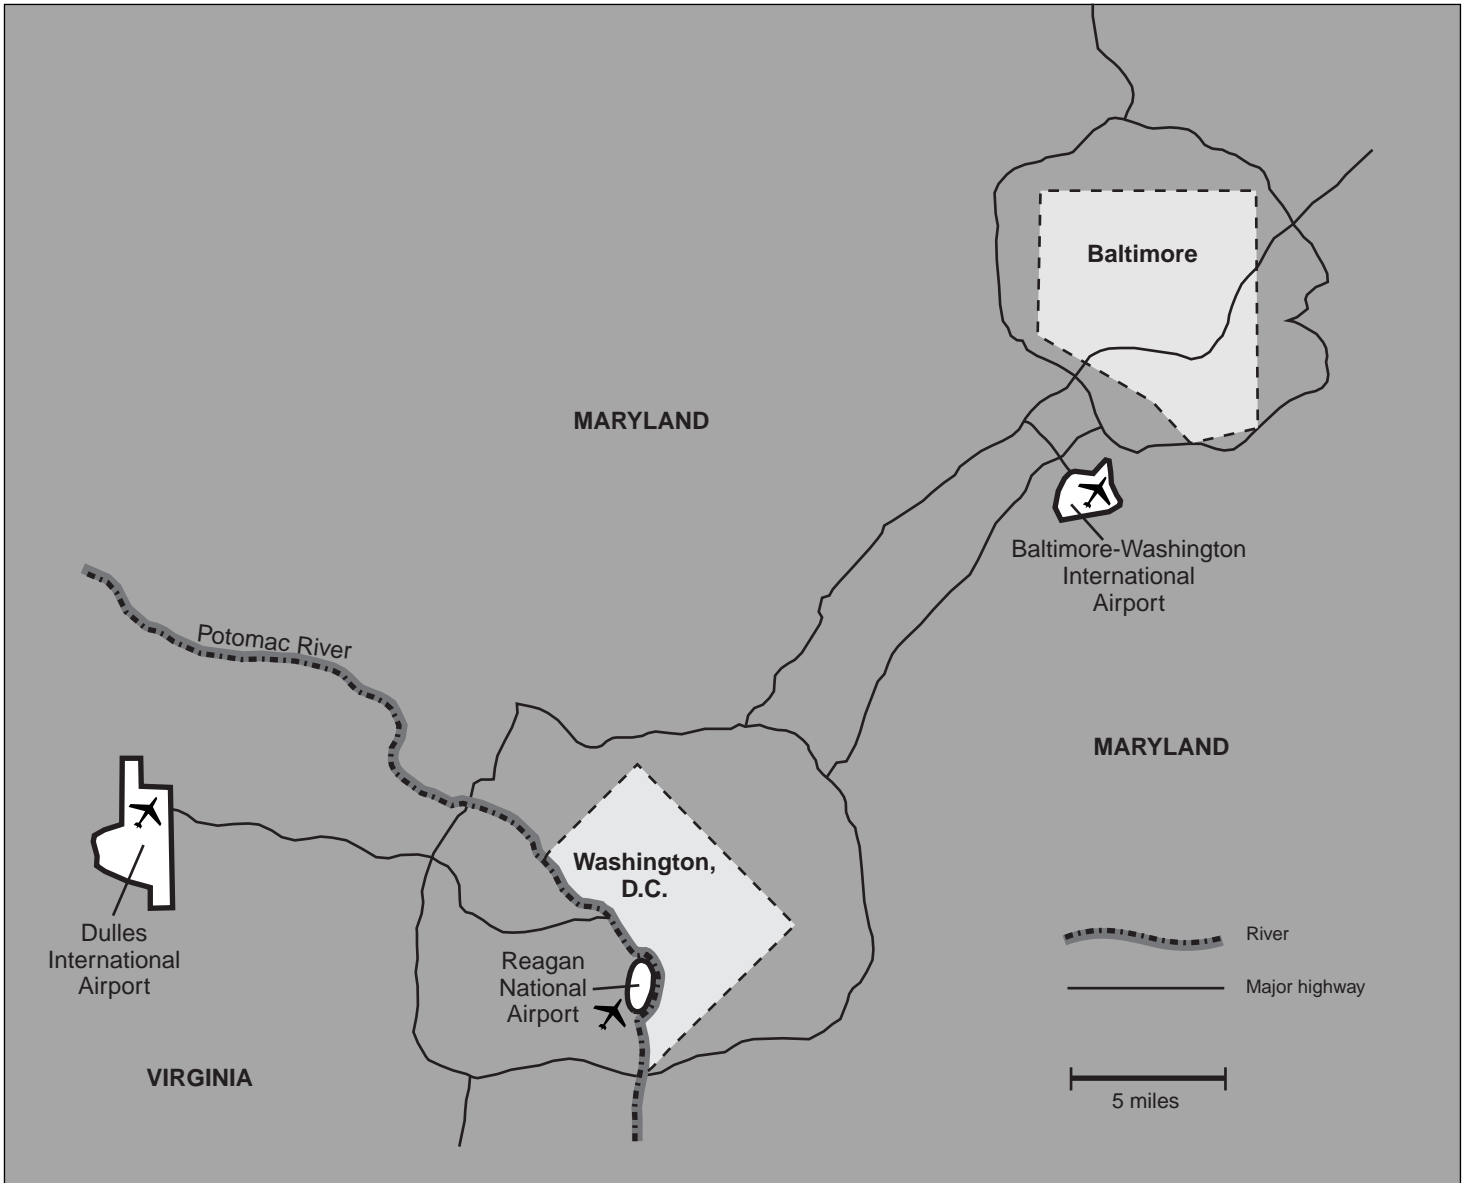 Baltimore
MARYLAND
Baltimore-Washington
International
Airport
Potomac River
MARYLAND
Washington,
D.C.
Dulles
International
Airport
Reagan
National
Airport
River
Major highway
VIRGINIA
5 miles